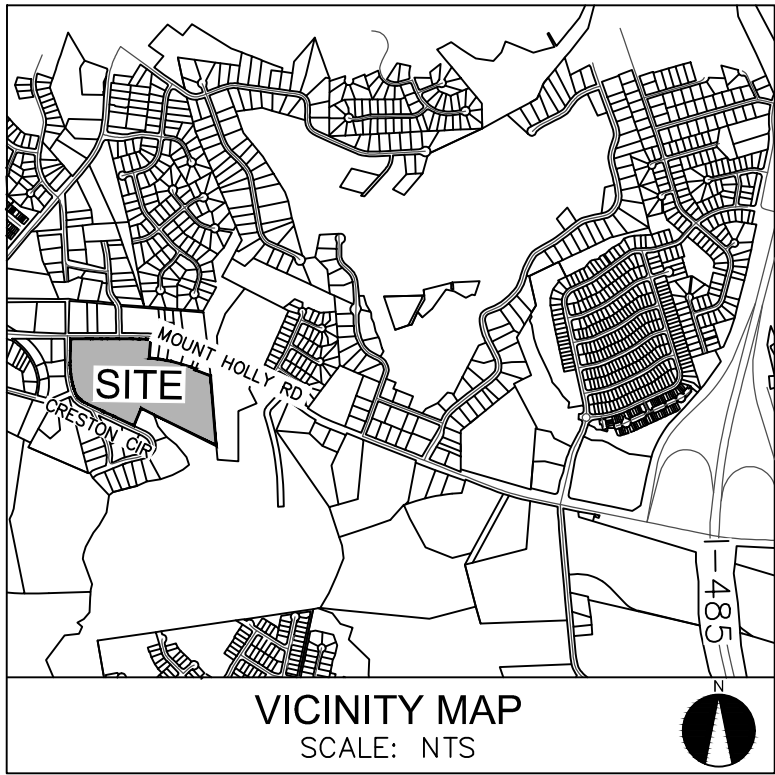 MOUNT HOLLY RD
SITE
CRESTON CIR
I-485
VICINITY MAP
SCALE: NTS
N